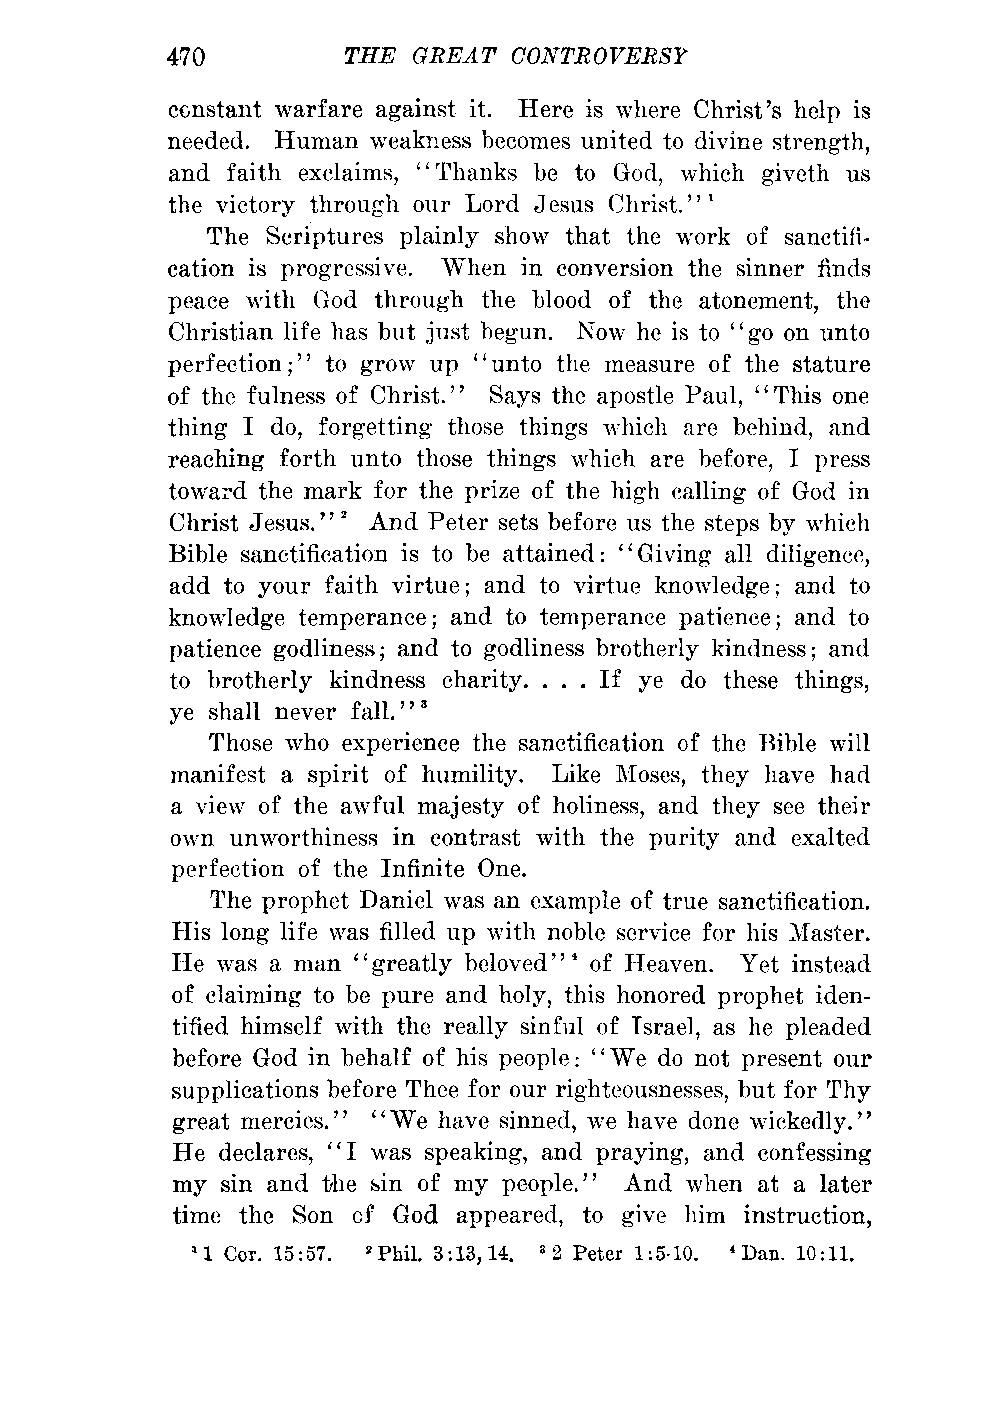 470 THE GREAT CONTROVERSY
constant warfare against it. Here is where Christ's help is
needed. Human weakness becomes united to divine strength,
and faith exclaims, "Thanks be to God, which giveth us
the victory through our Lord Jesus Christ." ¹
The Scriptures plainly show that the work of sanctifi-
cation is progressive. When in conversion the sinner finds
peace with God through the blood of the atonement, the
Christian life has but just begun. Now he is to "go on unto
perfection;" to grow up "unto the measure of the stature
of the fulness of Christ." Says the apostle Paul, "This one
thing I do, forgetting those things which are behind, and
reaching forth unto those things which are before, I press
toward the mark for the prize of the high calling of God in
Christ Jesus." ² And Peter sets before us the steps by which
Bible sanctification is to be attained: "Giving all diligence,
add to your faith virtue; and to virtue knowledge; and to
knowledge temperance; and to temperance patience; and to
patience godliness; and to godliness brotherly kindness; and
to brotherly kindness charity. . . . If ye do these things,
ye shall never fall." ³
Those who experience the sanctification of the Bible will
manifest a spirit of humility. Like Moses, they have had
a view of the awful majesty of holiness, and they see their
own unworthiness in contrast with the purity and exalted
perfection of the Infinite One.
The prophet Daniel was an example of true sanctification.
His long life was filled up with noble service for his Master.
He was a man "greatly beloved" ⁴ of Heaven. Yet instead
of claiming to be pure and holy, this honored prophet iden-
tified himself with the really sinful of Israel, as he pleaded
before God in behalf of his people: "We do not present our
supplications before Thee for our righteousnesses, but for Thy
great mercies." "We have sinned, we have done wickedly."
He declares, "I was speaking, and praying, and confessing
my sin and the sin of my people." And when at a later
time the Son of God appeared, to give him instruction,
¹ 1 Cor. 15:57. ² Phil. 3:13, 14. ³ 2 Peter 1:5-10. ⁴ Dan. 10:11.